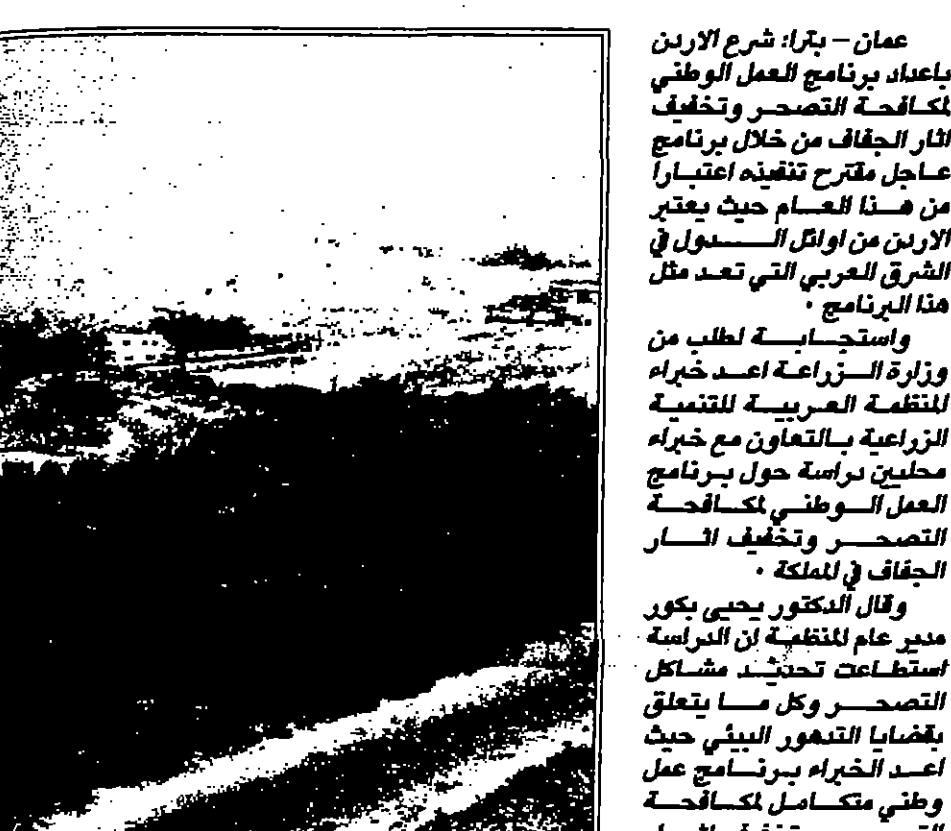 عمان – بترا: شرع الاردن
باعداد برنامج العمل الوطني
لمكافحة التصحر وتخفيف
اثار الجفاف من خلال برنامج
عاجل مقترح تنفيذه اعتبارا
من هذا العام حيث يعتبر
الاردن من اوائل الدول في
الشرق العربي التي تعد مثل
هذا البرنامج ·
واستجابة لطلب من
وزارة الزراعة اعد خبراء
المنظمة العربية للتنمية
الزراعية بالتعاون مع خبراء
محليين دراسة حول برنامج
العمل الوطني لمكافحة
التصحر وتخفيف اثار
الجفاف في المملكة ·
وقال الدكتور يحيى بكور
مدير عام المنظمة ان الدراسة
استطاعت تحديد مشاكل
التصحر وكل ما يتعلق
بقضايا التدهور البيئي حيث
اعد الخبراء برنامج عمل
وطني متكامل لمكافحة